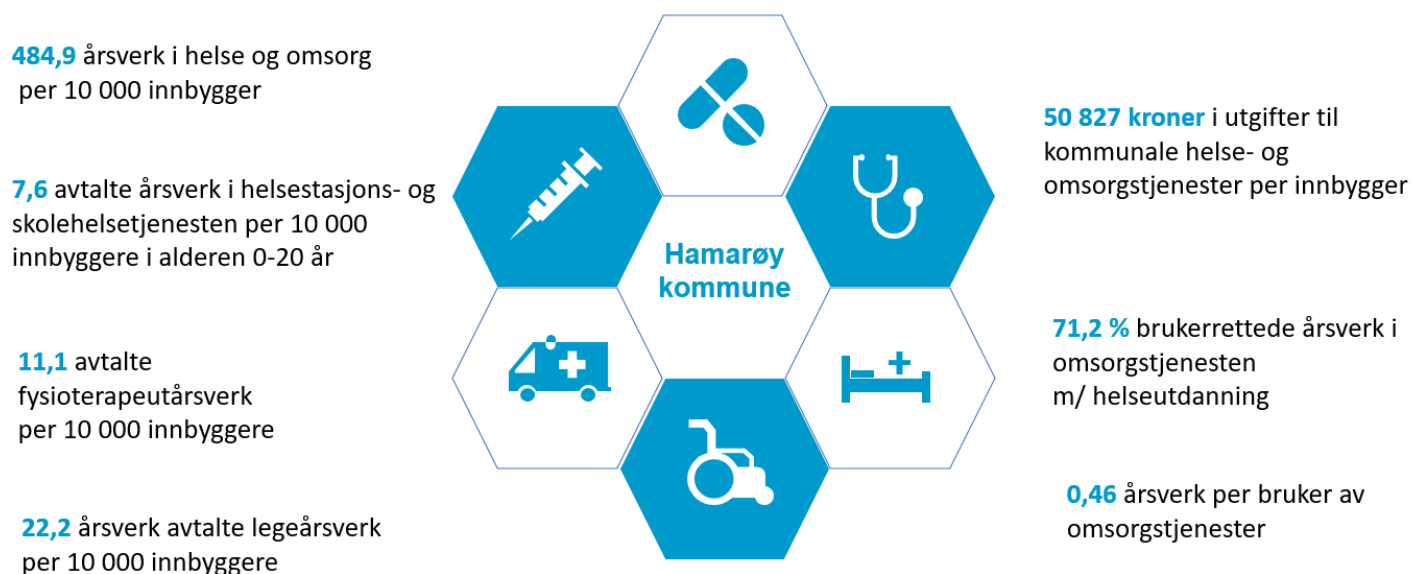 484,9 årsverk i helse og omsorg
per 10 000 innbygger
7,6 avtalte årsverk i helsestasjons- og
skolehelsetjenesten per 10 000
innbyggere i alderen 0-20 år
11,1 avtalte
fysioterapeutårsverk
per 10 000 innbyggere
22,2 årsverk avtalte legeårsverk
per 10 000 innbyggere
Hamarøy
kommune
50 827 kroner i utgifter til
kommunale helse- og
omsorgstjenester per innbygger
71,2 % brukerrettede årsverk i
omsorgstjenesten
m/ helseutdanning
0,46 årsverk per bruker av
omsorgstjenester